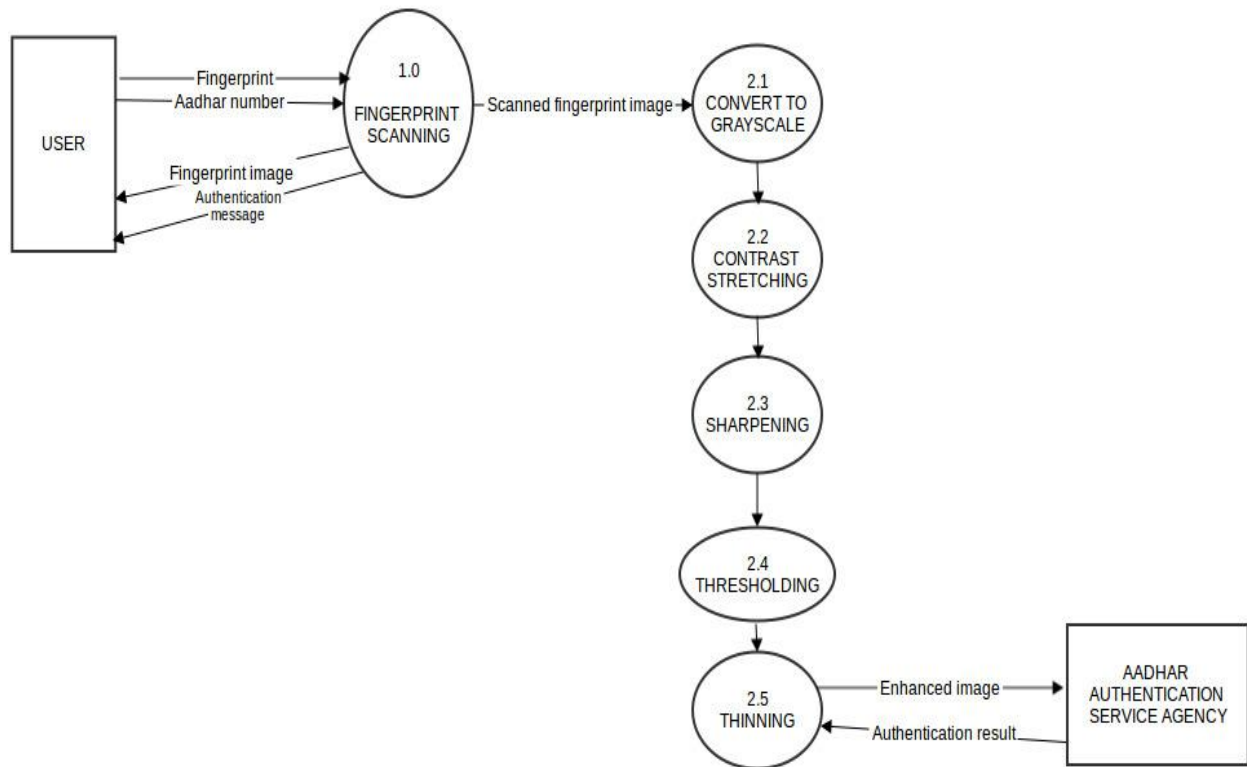 USER
Fingerprint
Aadhar number
Fingerprint image
Authentication
message
1.0
FINGERPRINT
SCANNING
Scanned fingerprint image
2.1
CONVERT TO
GRAYSCALE
2.2
CONTRAST
STRETCHING
2.3
SHARPENING
2.4
THRESHOLDING
2.5
THINNING
Enhanced image
Authentication result
AADHAR
AUTHENTICATION
SERVICE AGENCY